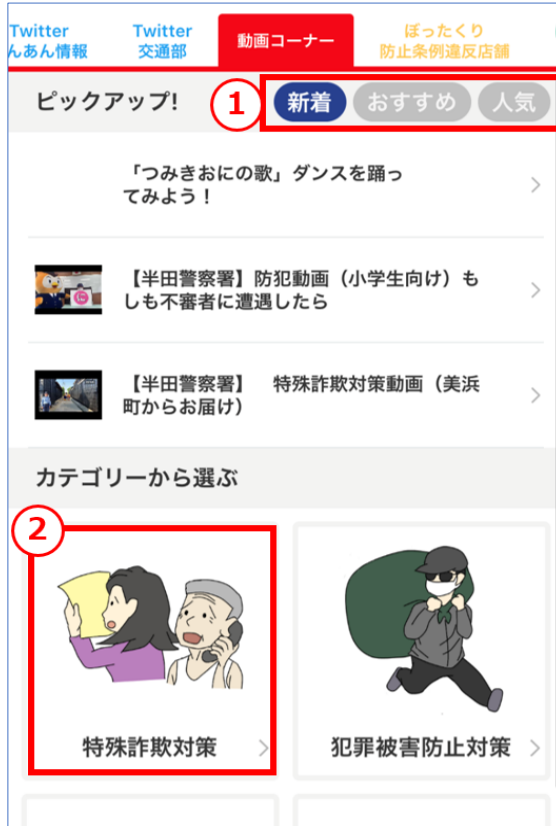 Twitter
んあん情報
Twitter
交通部
動画コーナー
ぼったくり
防止条例違反店舗
ピックアップ!
1
新着
おすすめ
人気
「つみきおにの歌」ダンスを踊っ
てみよう！
【半田警察署】防犯動画（小学生向け）も
しも不審者に遭遇したら
【半田警察署】　特殊詐欺対策動画（美浜
町からお届け）
カテゴリーから選ぶ
2
特殊詐欺対策
犯罪被害防止対策